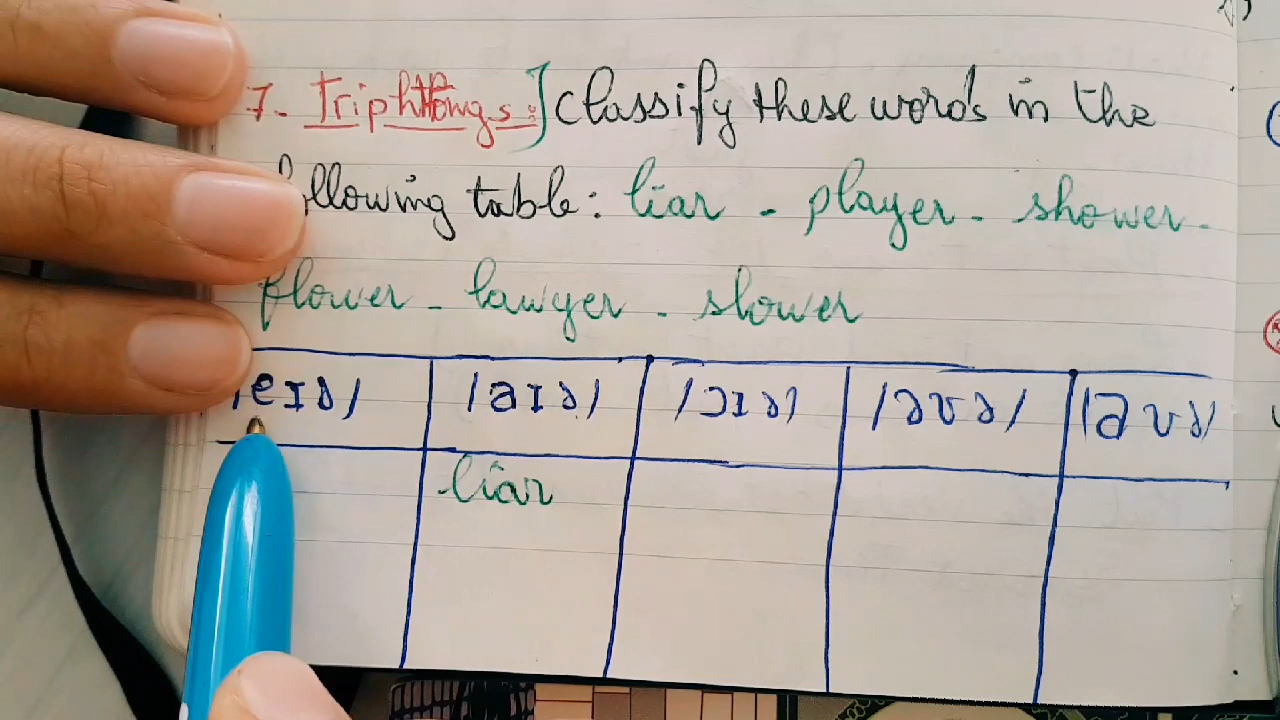 7- Triphthongs:] classify these words in the
following table: liar - player - shower -
flower - lawyer - slower
/eɪə/ /aɪə/ /ɔɪə/ /əʊə/ /aʊə/
liar